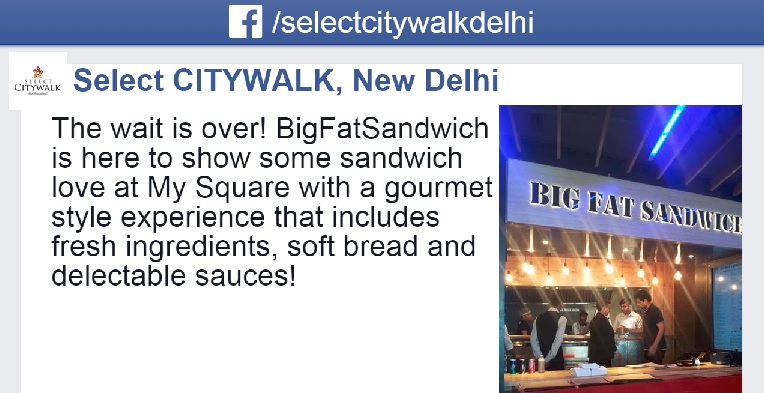 f /selectcitywalkdelhi
SELECT
CITYWALK
Select CITYWALK, New Delhi
The wait is over! BigFatSandwich
is here to show some sandwich
love at My Square with a gourmet
style experience that includes
fresh ingredients, soft bread and
delectable sauces!
BIG FAT SANDWICH